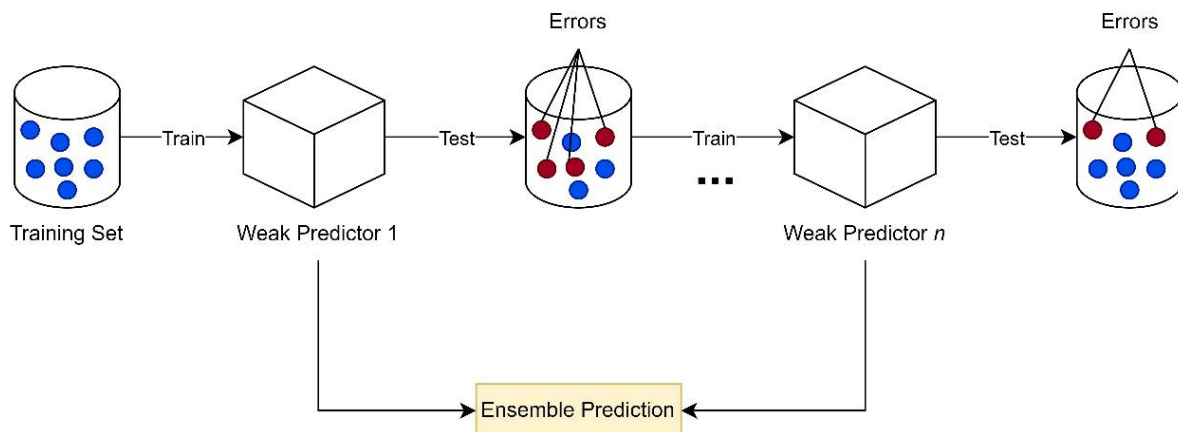 Errors
Errors
Train
Test
Train
...
Test
Training Set
Weak Predictor 1
Weak Predictor n
Ensemble Prediction